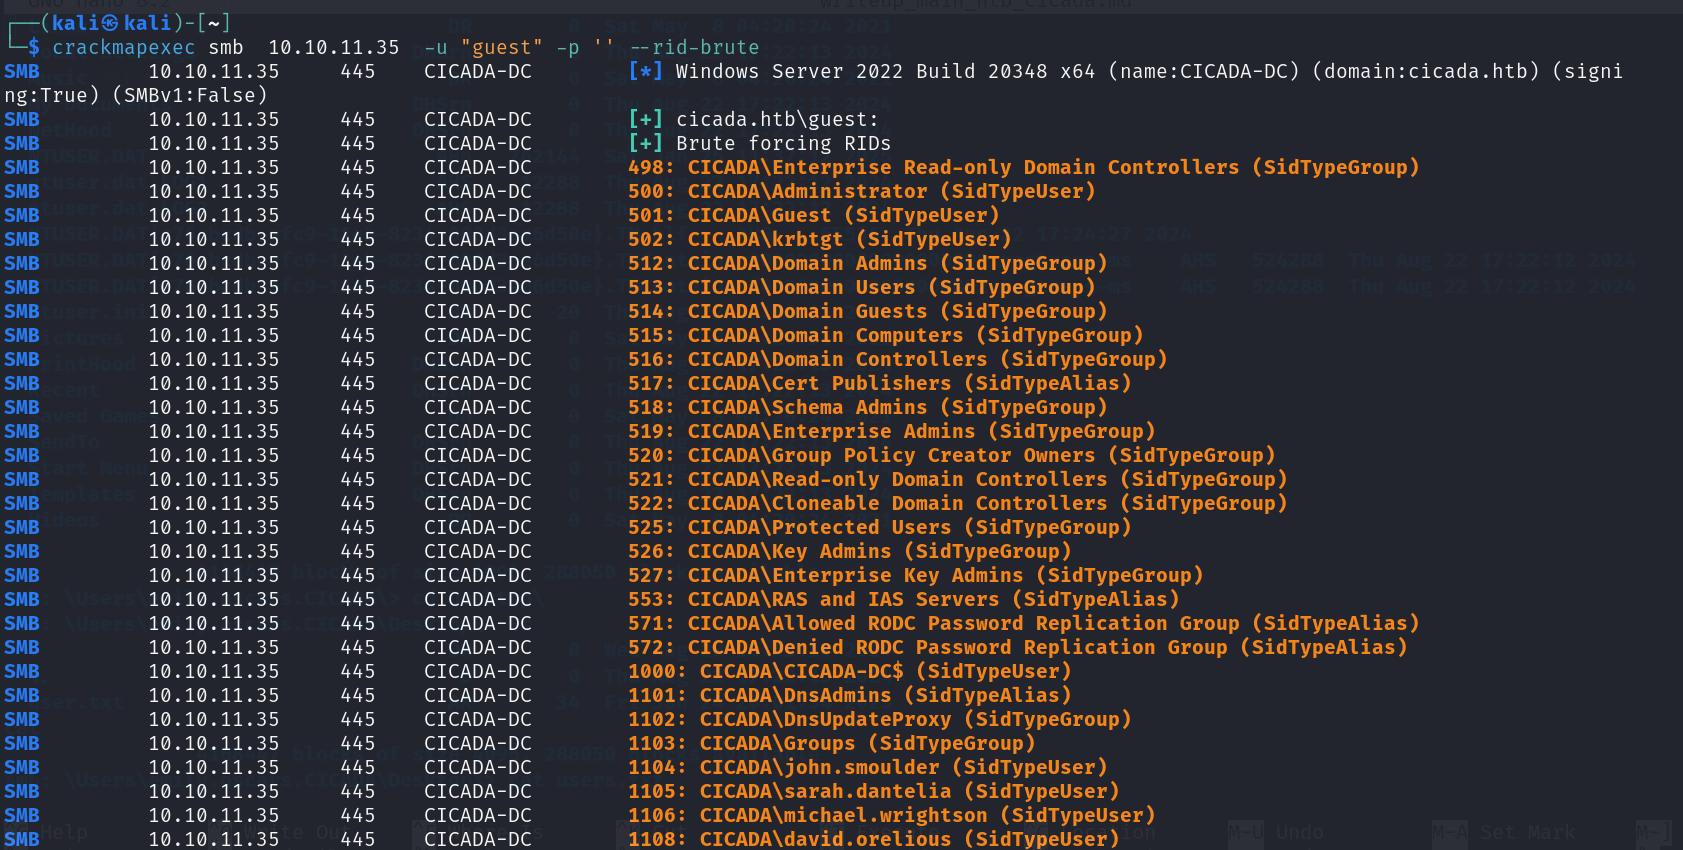 GNU nano 8.2 writeup_main_htb_cicada.md
┌──(kali㉿kali)-[~]
└─$ crackmapexec smb  10.10.11.35  -u "guest" -p '' --rid-brute
SMB 10.10.11.35 445 CICADA-DC [*] Windows Server 2022 Build 20348 x64 (name:CICADA-DC) (domain:cicada.htb) (signi
ng:True) (SMBv1:False)
SMB 10.10.11.35 445 CICADA-DC [+] cicada.htb\guest:
SMB 10.10.11.35 445 CICADA-DC [+] Brute forcing RIDs
SMB 10.10.11.35 445 CICADA-DC 498: CICADA\Enterprise Read-only Domain Controllers (SidTypeGroup)
SMB 10.10.11.35 445 CICADA-DC 500: CICADA\Administrator (SidTypeUser)
SMB 10.10.11.35 445 CICADA-DC 501: CICADA\Guest (SidTypeUser)
SMB 10.10.11.35 445 CICADA-DC 502: CICADA\krbtgt (SidTypeUser)
SMB 10.10.11.35 445 CICADA-DC 512: CICADA\Domain Admins (SidTypeGroup)
SMB 10.10.11.35 445 CICADA-DC 513: CICADA\Domain Users (SidTypeGroup)
SMB 10.10.11.35 445 CICADA-DC 514: CICADA\Domain Guests (SidTypeGroup)
SMB 10.10.11.35 445 CICADA-DC 515: CICADA\Domain Computers (SidTypeGroup)
SMB 10.10.11.35 445 CICADA-DC 516: CICADA\Domain Controllers (SidTypeGroup)
SMB 10.10.11.35 445 CICADA-DC 517: CICADA\Cert Publishers (SidTypeAlias)
SMB 10.10.11.35 445 CICADA-DC 518: CICADA\Schema Admins (SidTypeGroup)
SMB 10.10.11.35 445 CICADA-DC 519: CICADA\Enterprise Admins (SidTypeGroup)
SMB 10.10.11.35 445 CICADA-DC 520: CICADA\Group Policy Creator Owners (SidTypeGroup)
SMB 10.10.11.35 445 CICADA-DC 521: CICADA\Read-only Domain Controllers (SidTypeGroup)
SMB 10.10.11.35 445 CICADA-DC 522: CICADA\Cloneable Domain Controllers (SidTypeGroup)
SMB 10.10.11.35 445 CICADA-DC 525: CICADA\Protected Users (SidTypeGroup)
SMB 10.10.11.35 445 CICADA-DC 526: CICADA\Key Admins (SidTypeGroup)
SMB 10.10.11.35 445 CICADA-DC 527: CICADA\Enterprise Key Admins (SidTypeGroup)
SMB 10.10.11.35 445 CICADA-DC 553: CICADA\RAS and IAS Servers (SidTypeAlias)
SMB 10.10.11.35 445 CICADA-DC 571: CICADA\Allowed RODC Password Replication Group (SidTypeAlias)
SMB 10.10.11.35 445 CICADA-DC 572: CICADA\Denied RODC Password Replication Group (SidTypeAlias)
SMB 10.10.11.35 445 CICADA-DC 1000: CICADA\CICADA-DC$ (SidTypeUser)
SMB 10.10.11.35 445 CICADA-DC 1101: CICADA\DnsAdmins (SidTypeAlias)
SMB 10.10.11.35 445 CICADA-DC 1102: CICADA\DnsUpdateProxy (SidTypeGroup)
SMB 10.10.11.35 445 CICADA-DC 1103: CICADA\Groups (SidTypeGroup)
SMB 10.10.11.35 445 CICADA-DC 1104: CICADA\john.smoulder (SidTypeUser)
SMB 10.10.11.35 445 CICADA-DC 1105: CICADA\sarah.dantelia (SidTypeUser)
SMB 10.10.11.35 445 CICADA-DC 1106: CICADA\michael.wrightson (SidTypeUser)
SMB 10.10.11.35 445 CICADA-DC 1108: CICADA\david.orelious (SidTypeUser)